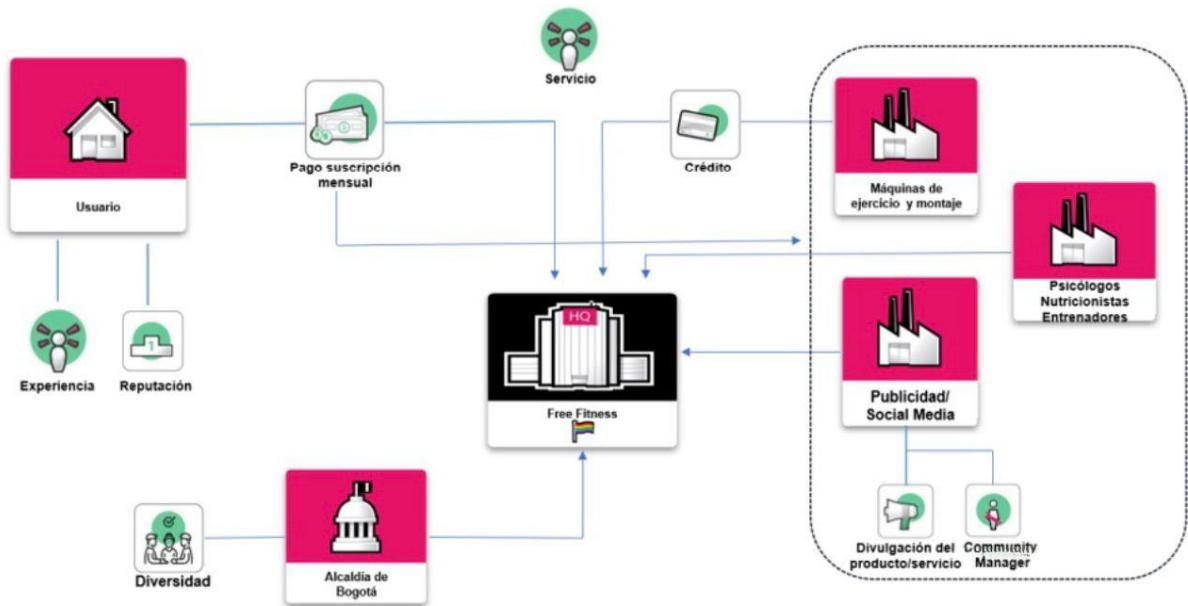 Servicio
Usuario
Pago suscripción
mensual
Crédito
Máquinas de
ejercicio y montaje
Psicólogos
Nutricionistas
Entrenadores
Experiencia
1
Reputación
HQ
Free Fitness
Publicidad/
Social Media
Diversidad
Alcaldía de
Bogotá
Divulgación del
producto/servicio
Community
Manager